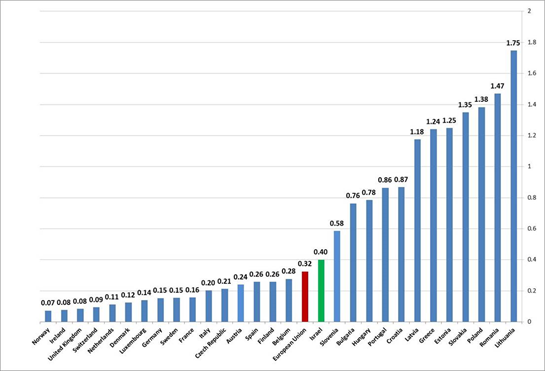 2
1.8
1.6
1.4
1.2
1
0.8
0.6
0.4
0.2
0
0.07
0.08
0.08
0.09
0.11
0.12
0.14
0.15
0.15
0.16
0.20
0.21
0.24
0.26
0.26
0.28
0.32
0.40
0.58
0.76
0.78
0.86
0.87
1.18
1.24
1.25
1.35
1.38
1.47
1.75
Norway
Ireland
United Kingdom
Switzerland
Netherlands
Denmark
Luxembourg
Germany
Sweden
France
Italy
Czech Republic
Austria
Spain
Finland
Belgium
European Union
Israel
Slovenia
Bulgaria
Hungary
Portugal
Croatia
Latvia
Greece
Estonia
Slovakia
Poland
Romania
Lithuania